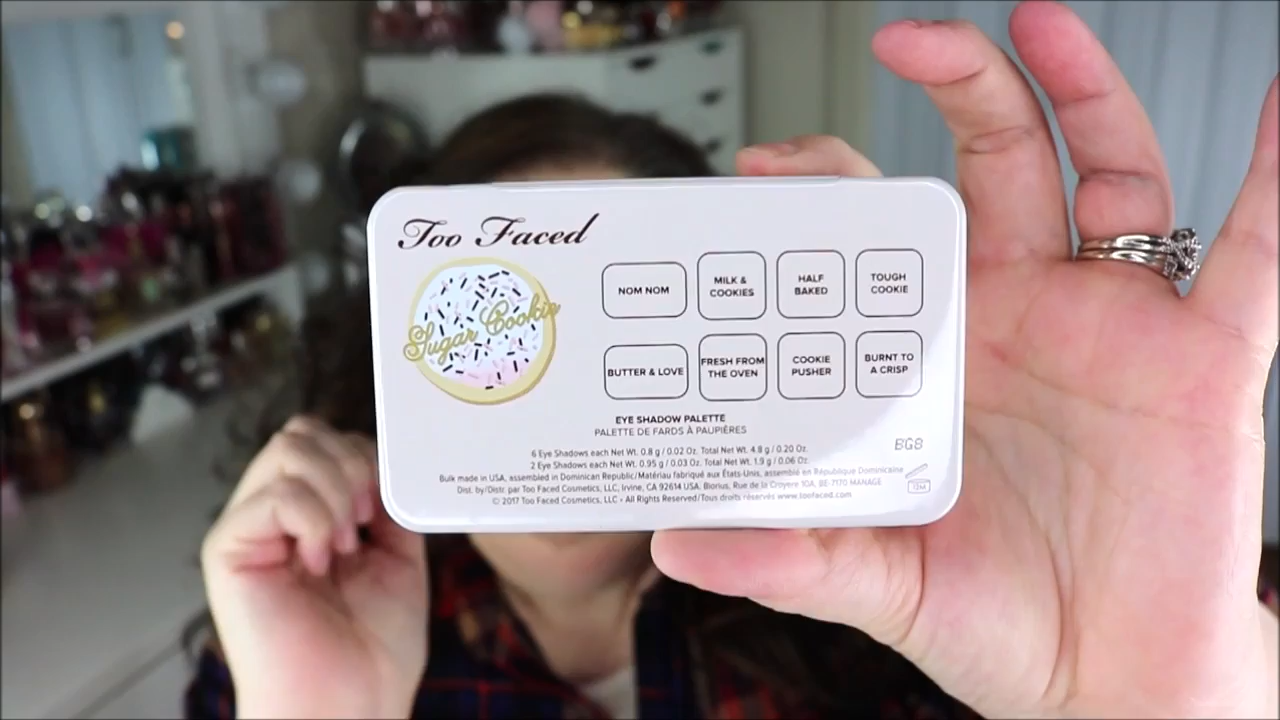 Too Faced
Sugar Cookie
NOM NOM
MILK &
COOKIES
HALF
BAKED
TOUGH
COOKIE
BUTTER & LOVE
FRESH FROM
THE OVEN
COOKIE
PUSHER
BURNT TO
A CRISP
EYE SHADOW PALETTE
PALETTE DE FARDS À PAUPIÈRES
6 Eye Shadows each Net Wt. 0.8 g / 0.02 Oz. Total Net Wt. 4.8 g / 0.20 Oz.
2 Eye Shadows each Net Wt. 0.95 g / 0.03 Oz. Total Net Wt. 1.9 g / 0.06 Oz.
Bulk made in USA, assembled in Dominican Republic/Matériau fabriqué aux États-Unis, assemblé en République Dominicaine
Dist. by/Distr. par Too Faced Cosmetics, LLC, Irvine, CA 92614 USA. Biorius, Rue de la Croyere 10A, BE-7170 MANAGE
© 2017 Too Faced Cosmetics, LLC • All Rights Reserved/Tous droits réservés www.toofaced.com
BG8
12M